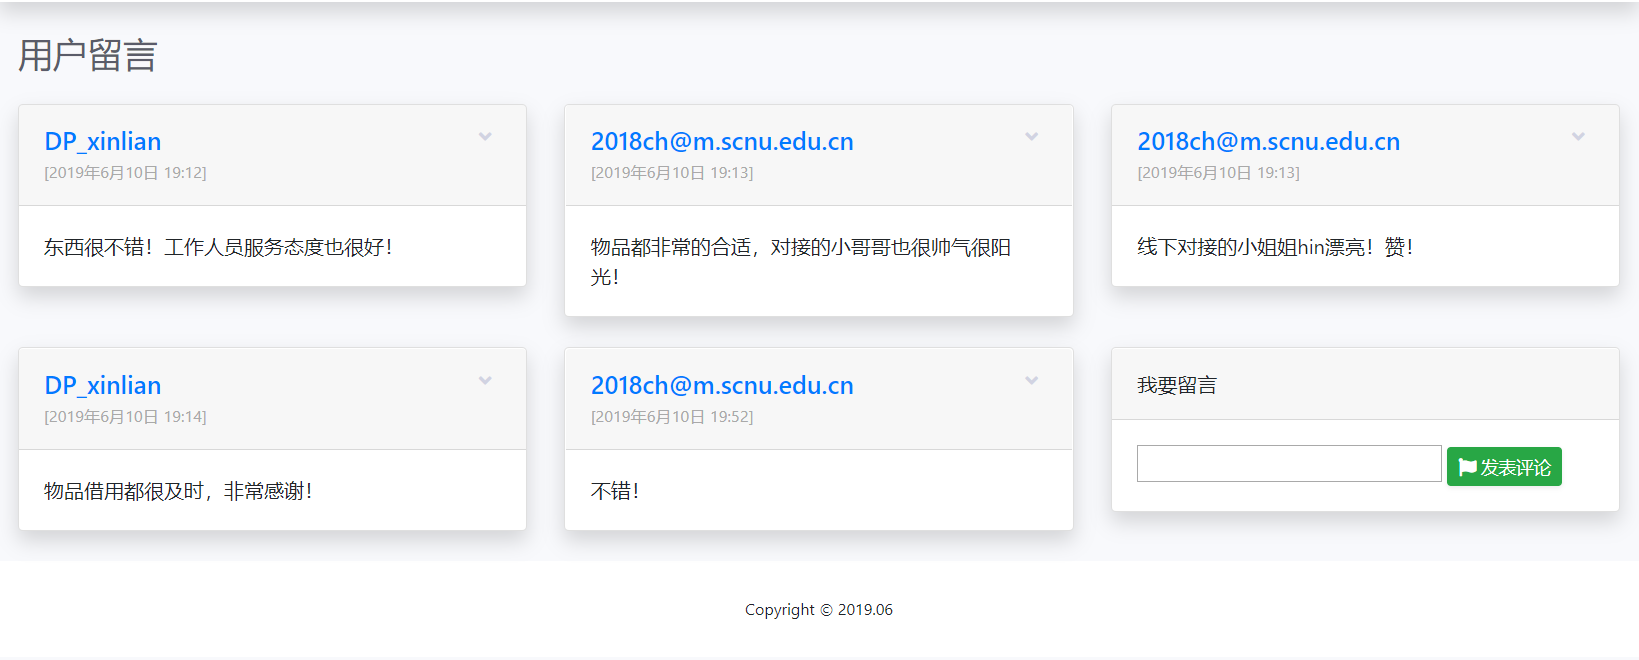 用户留言
DP_xinlian
[2019年6月10日 19:12]
东西很不错！工作人员服务态度也很好！
2018ch@m.scnu.edu.cn
[2019年6月10日 19:13]
物品都非常的合适，对接的小哥哥也很帅气很阳
光！
2018ch@m.scnu.edu.cn
[2019年6月10日 19:13]
线下对接的小姐姐hin漂亮！赞！
DP_xinlian
[2019年6月10日 19:14]
物品借用都很及时，非常感谢！
2018ch@m.scnu.edu.cn
[2019年6月10日 19:52]
不错！
我要留言
发表评论
Copyright © 2019.06